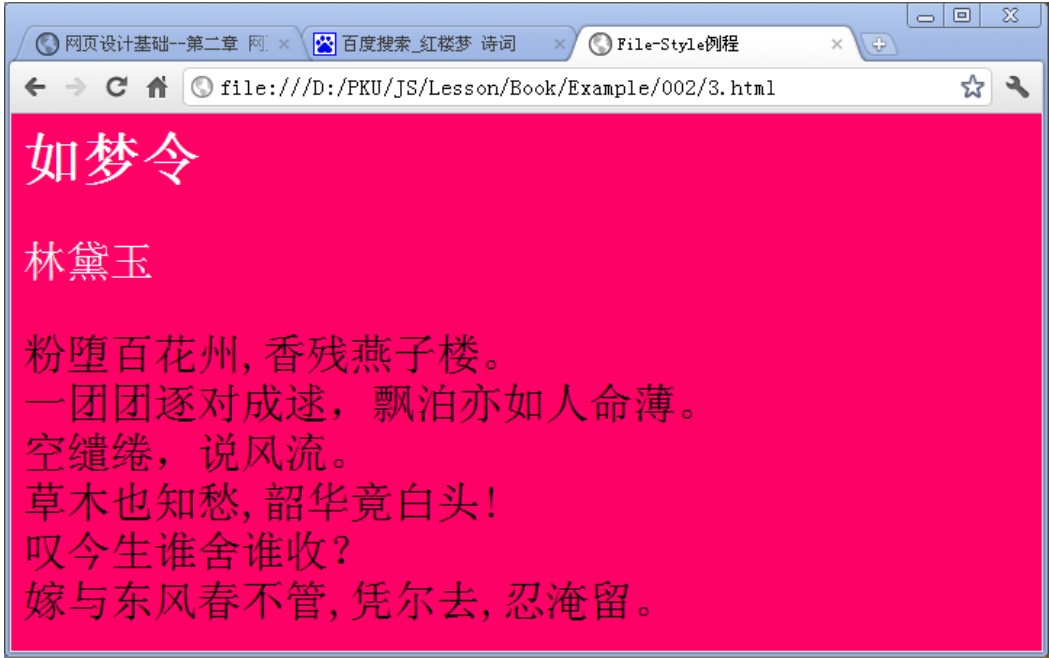 网页设计基础--第二章 网
百度搜索_红楼梦 诗词
File-Style例程
file:///D:/PKU/JS/Lesson/Book/Example/002/3.html
如梦令
林黛玉
粉堕百花州,香残燕子楼。
一团团逐对成逑，飘泊亦如人命薄。
空缱绻，说风流。
草木也知愁,韶华竟白头!
叹今生谁舍谁收?
嫁与东风春不管,凭尔去,忍淹留。